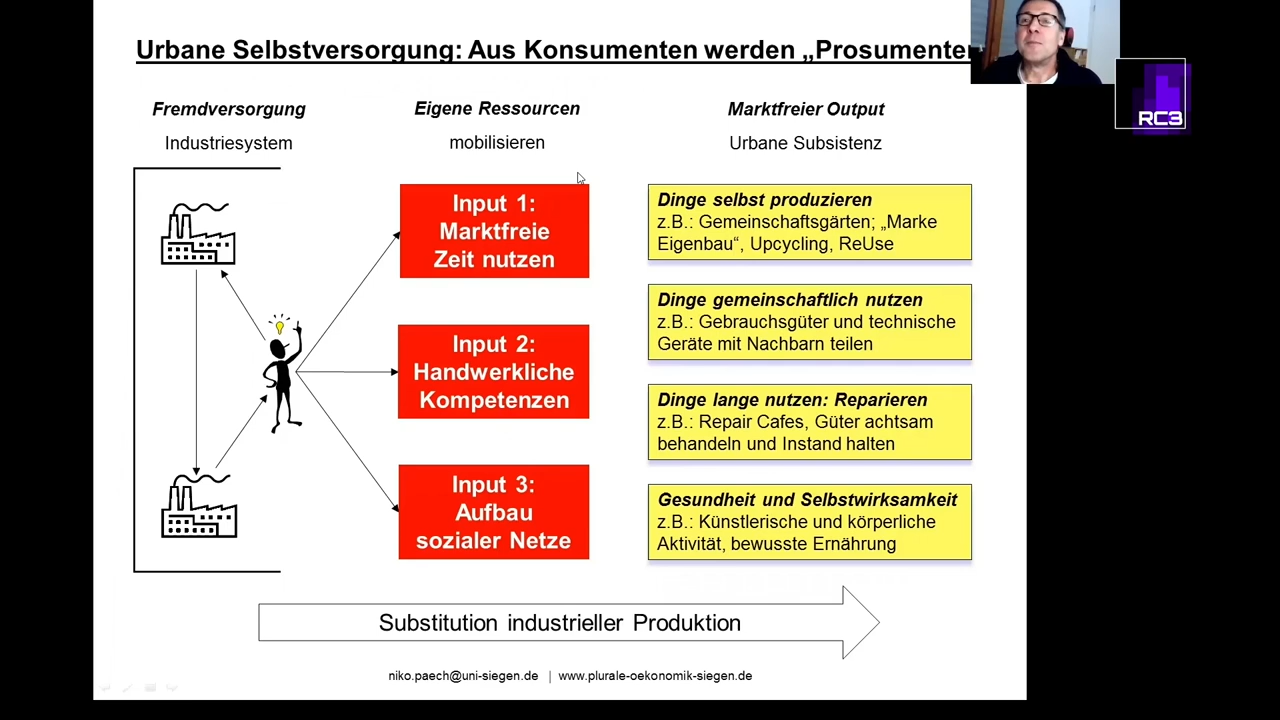 Urbane Selbstversorgung: Aus Konsumenten werden „Prosumenten
RC3
Fremdversorgung
Industriesystem
Eigene Ressourcen
mobilisieren
Marktfreier Output
Urbane Subsistenz
Input 1:
Marktfreie
Zeit nutzen
Input 2:
Handwerkliche
Kompetenzen
Input 3:
Aufbau
sozialer Netze
Dinge selbst produzieren
z.B.: Gemeinschaftsgärten; „Marke
Eigenbau“, Upcycling, ReUse
Dinge gemeinschaftlich nutzen
z.B.: Gebrauchsgüter und technische
Geräte mit Nachbarn teilen
Dinge lange nutzen: Reparieren
z.B.: Repair Cafes, Güter achtsam
behandeln und Instand halten
Gesundheit und Selbstwirksamkeit
z.B.: Künstlerische und körperliche
Aktivität, bewusste Ernährung
Substitution industrieller Produktion
niko.paech@uni-siegen.de | www.plurale-oekonomik-siegen.de